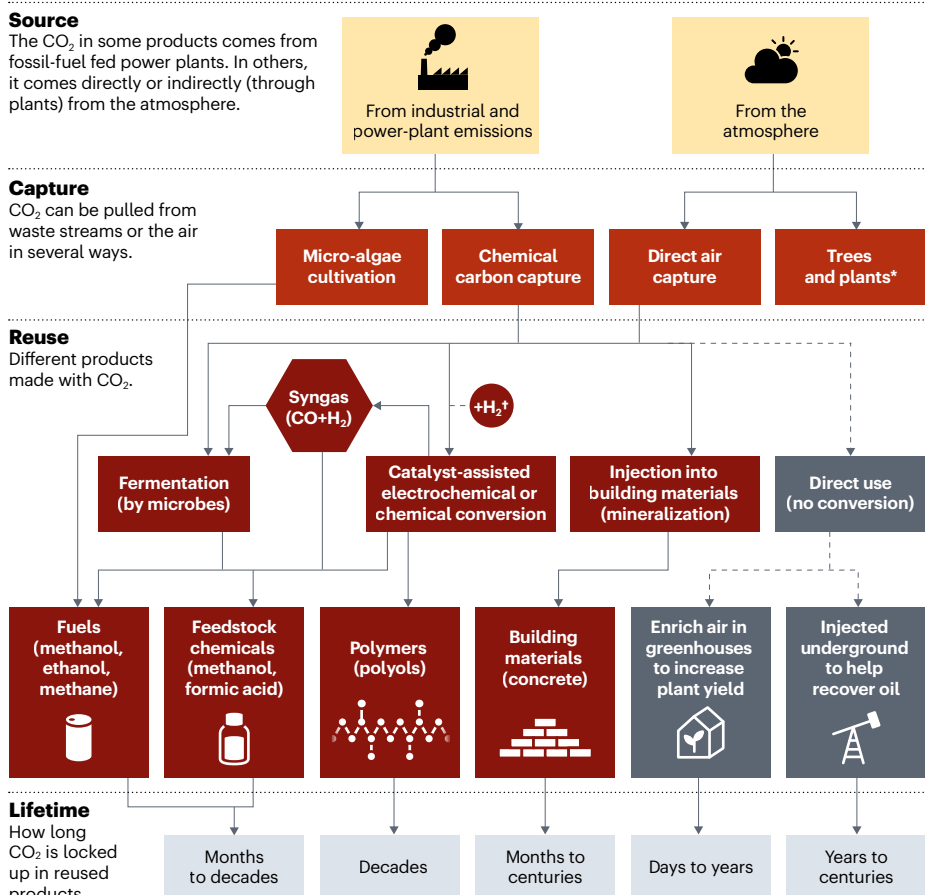 Source
The CO₂ in some products comes from
fossil-fuel fed power plants. In others,
it comes directly or indirectly (through
plants) from the atmosphere.
From industrial and
power-plant emissions
From the
atmosphere
Capture
CO₂ can be pulled from
waste streams or the air
in several ways.
Micro-algae
cultivation
Chemical
carbon capture
Direct air
capture
Trees
and plants*
Reuse
Different products
made with CO₂.
Syngas
(CO+H₂)
+H₂†
Fermentation
(by microbes)
Catalyst-assisted
electrochemical or
chemical conversion
Injection into
building materials
(mineralization)
Direct use
(no conversion)
Fuels
(methanol,
ethanol,
methane)
Feedstock
chemicals
(methanol,
formic acid)
Polymers
(polyols)
Building
materials
(concrete)
Enrich air in
greenhouses
to increase
plant yield
Injected
underground
to help
recover oil
Lifetime
How long
CO₂ is locked
up in reused
products
Months
to decades
Decades
Months to
centuries
Days to years
Years to
centuries